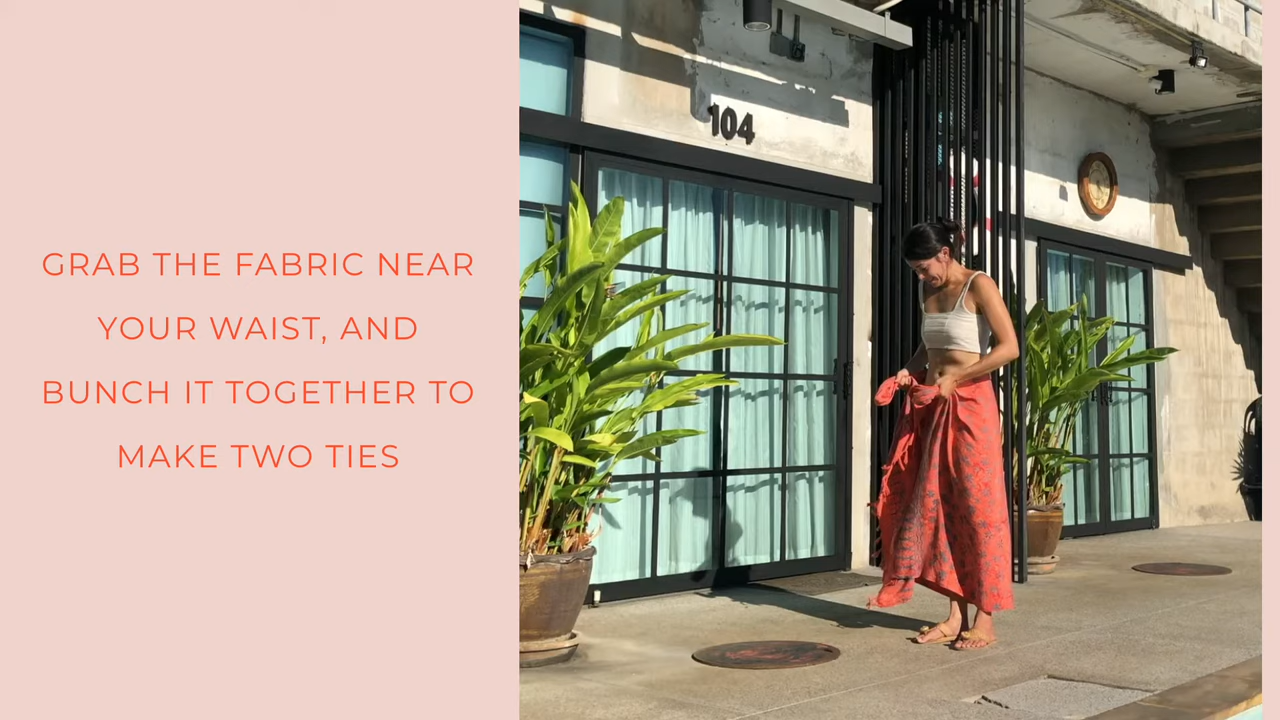 GRAB THE FABRIC NEAR
YOUR WAIST, AND
BUNCH IT TOGETHER TO
MAKE TWO TIES
104